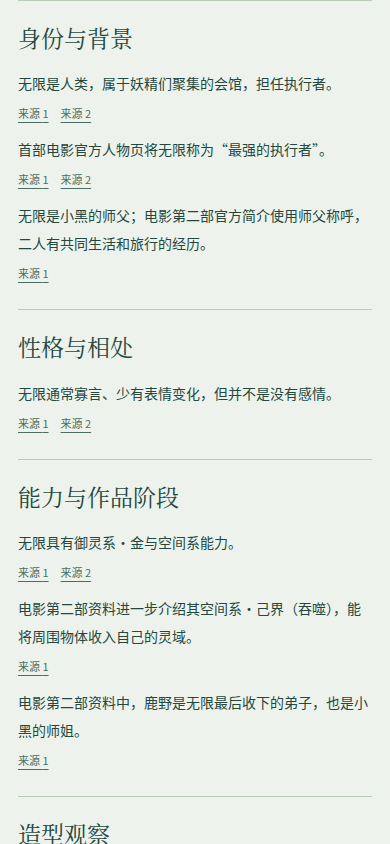 身份与背景
无限是人类，属于妖精们聚集的会馆，担任执行者。
来源 1 来源 2
首部电影官方人物页将无限称为“最强的执行者”。
来源 1 来源 2
无限是小黑的师父；电影第二部官方简介使用师父称呼，
二人有共同生活和旅行的经历。
来源 1
性格与相处
无限通常寡言、少有表情变化，但并不是没有感情。
来源 1 来源 2
能力与作品阶段
无限具有御灵系·金与空间系能力。
来源 1 来源 2
电影第二部资料进一步介绍其空间系·己界（吞噬），能
将周围物体收入自己的灵域。
来源 1
电影第二部资料中，鹿野是无限最后收下的弟子，也是小
黑的师姐。
来源 1
造型观察